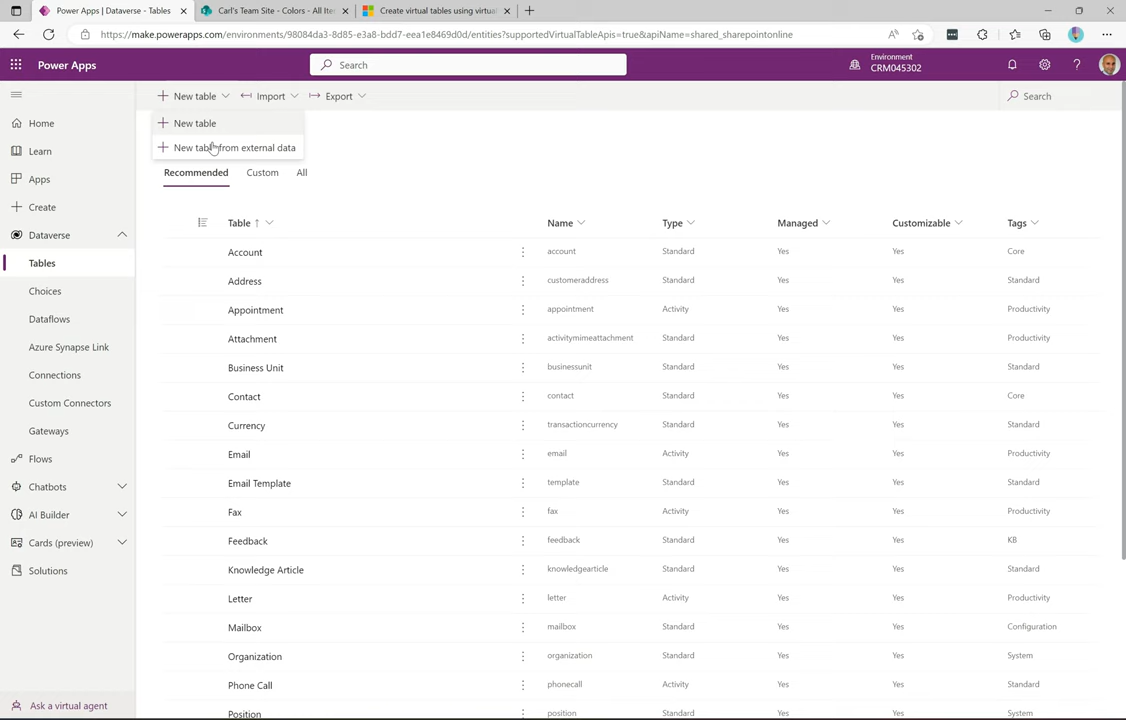 Power Apps | Dataverse - Tables
Carl's Team Site - Colors - All Ite
Create virtual tables using virtual
https://make.powerapps.com/environments/98084da3-8d85-e3a8-bdd7-eea1e8469d0d/entities?supportedVirtualTableApis=true&apiName=shared_sharepointonline
Power Apps
Search
Environment
CRM045302
New table
Import
Export
Search
New table
New table from external data
Home
Learn
Apps
Create
Dataverse
Tables
Choices
Dataflows
Azure Synapse Link
Connections
Custom Connectors
Gateways
Flows
Chatbots
AI Builder
Cards (preview)
Solutions
Ask a virtual agent
Recommended Custom All
Table Name Type Managed Customizable Tags
Account account Standard Yes Yes Core
Address customeraddress Standard Yes Yes Standard
Appointment appointment Activity Yes Yes Productivity
Attachment activitymimeattachment Standard Yes Yes Productivity
Business Unit businessunit Standard Yes Yes Standard
Contact contact Standard Yes Yes Core
Currency transactioncurrency Standard Yes Yes Standard
Email email Activity Yes Yes Productivity
Email Template template Standard Yes Yes Standard
Fax fax Activity Yes Yes Productivity
Feedback feedback Standard Yes Yes KB
Knowledge Article knowledgearticle Standard Yes Yes Standard
Letter letter Activity Yes Yes Productivity
Mailbox mailbox Standard Yes Yes Configuration
Organization organization Standard Yes Yes System
Phone Call phonecall Activity Yes Yes Standard
Position position Standard Yes Yes System